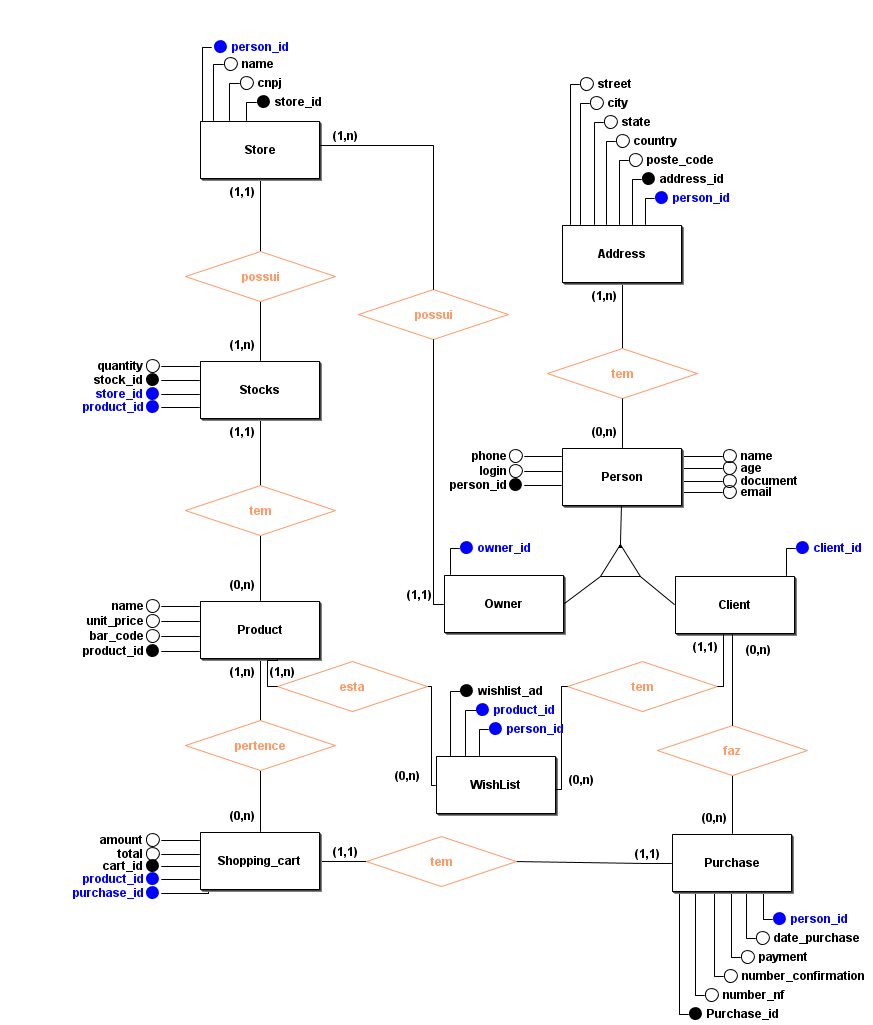 person_id
name
cnpj
store_id
Store
(1,n)
(1,1)
possui
(1,n)
street
city
state
country
poste_code
address_id
person_id
Address
(1,n)
possui
tem
(0,n)
quantity
stock_id
store_id
product_id
Stocks
(1,1)
tem
(0,n)
phone
login
person_id
Person
name
age
document
email
owner_id
Owner
(1,1)
client_id
Client
(1,1)
(0,n)
name
unit_price
bar_code
product_id
Product
(1,n)
(1,n)
esta
tem
wishlist_ad
product_id
person_id
WishList
(0,n)
(0,n)
pertence
(0,n)
faz
(0,n)
amount
total
cart_id
product_id
purchase_id
Shopping_cart
(1,1)
tem
(1,1)
Purchase
person_id
date_purchase
payment
number_confirmation
number_nf
Purchase_id